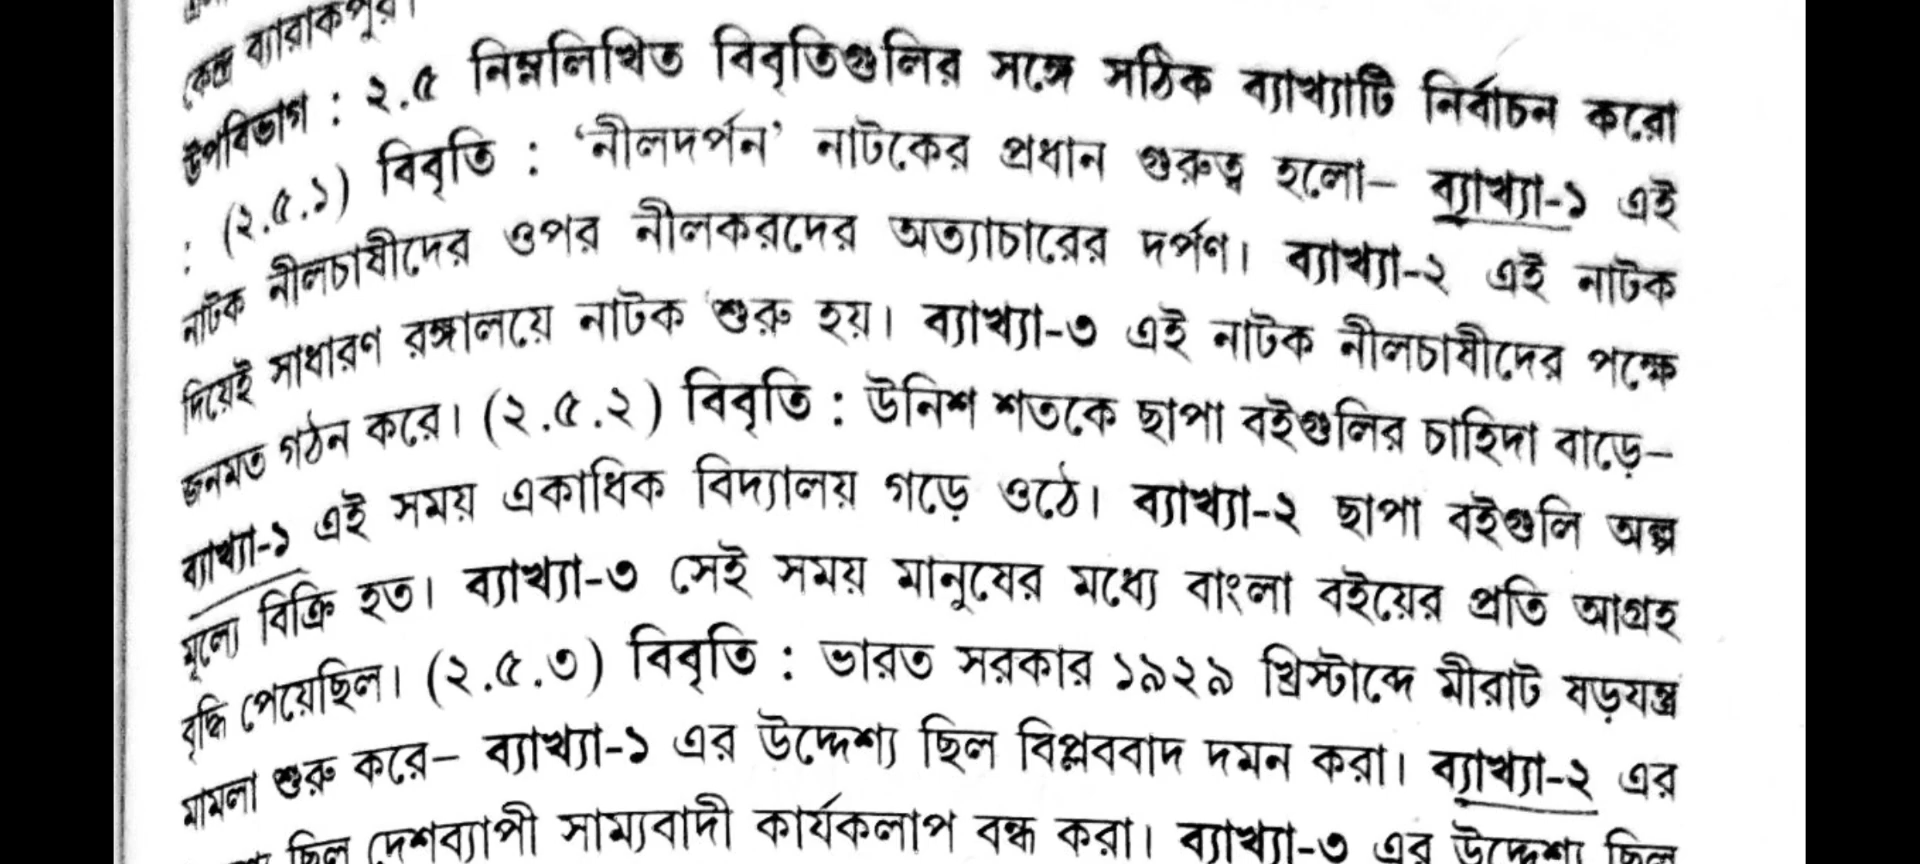 কেন্দ্র ব্যারাকপুর।
উপবিভাগ : ২.৫ নিম্নলিখিত বিবৃতিগুলির সঙ্গে সঠিক ব্যাখ্যাটি নির্বাচন করো
: (২.৫.১) বিবৃতি : ‘নীলদর্পন’ নাটকের প্রধান গুরুত্ব হলো– ব্যাখ্যা-১ এই
নাটক নীলচাষীদের ওপর নীলকরদের অত্যাচারের দর্পণ। ব্যাখ্যা-২ এই নাটক
দিয়েই সাধারণ রঙ্গালয়ে নাটক শুরু হয়। ব্যাখ্যা-৩ এই নাটক নীলচাষীদের পক্ষে
জনমত গঠন করে। (২.৫.২) বিবৃতি : উনিশ শতকে ছাপা বইগুলির চাহিদা বাড়ে–
ব্যাখ্যা-১ এই সময় একাধিক বিদ্যালয় গড়ে ওঠে। ব্যাখ্যা-২ ছাপা বইগুলি অল্প
মূল্যে বিক্রি হত। ব্যাখ্যা-৩ সেই সময় মানুষের মধ্যে বাংলা বইয়ের প্রতি আগ্রহ
বৃদ্ধি পেয়েছিল। (২.৫.৩) বিবৃতি : ভারত সরকার ১৯২৯ খ্রিস্টাব্দে মীরাট ষড়যন্ত্র
মামলা শুরু করে– ব্যাখ্যা-১ এর উদ্দেশ্য ছিল বিপ্লববাদ দমন করা। ব্যাখ্যা-২ এর
ছিল দেশব্যাপী সাম্যবাদী কার্যকলাপ বন্ধ করা। ব্যাখ্যা-৩ এর উদ্দেশ্য ছিল